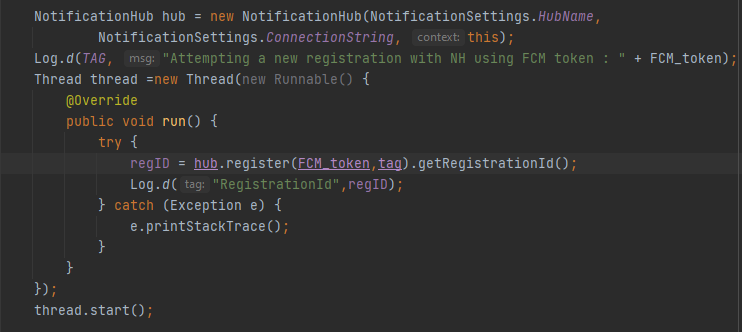 NotificationHub hub = new NotificationHub(NotificationSettings.HubName,
        NotificationSettings.ConnectionString, context: this);
Log.d(TAG, msg: "Attempting a new registration with NH using FCM token : " + FCM_token);
Thread thread =new Thread(new Runnable() {
    @Override
    public void run() {
        try {
            regID = hub.register(FCM_token,tag).getRegistrationId();
            Log.d( tag: "RegistrationId",regID);
        } catch (Exception e) {
            e.printStackTrace();
        }
    }
});
thread.start();